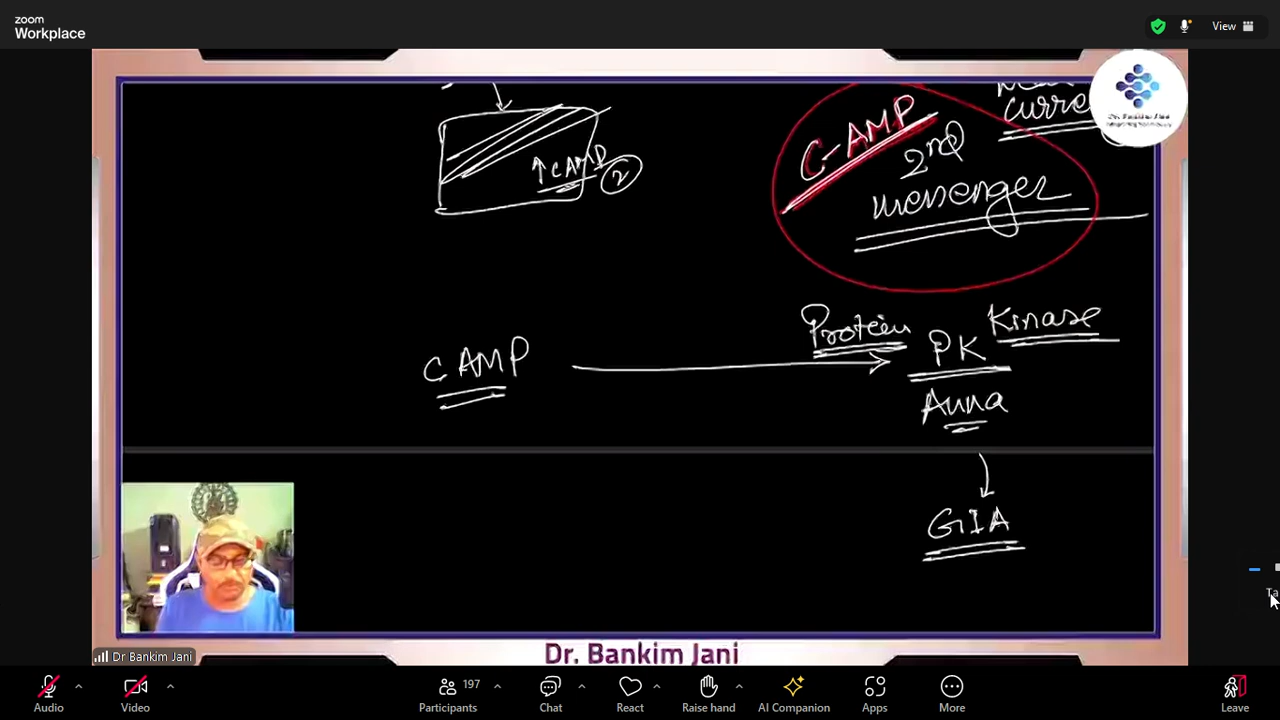 zoom
Workplace
View
curre
C-AMP
2nd
messenger
↑CAMP
2
Protein
Kinase
CAMP
PK
Anna
GIA
Dr Bankim Jani
Dr. Bankim Jani
Audio
Video
197
Participants
Chat
React
Raise hand
AI Companion
Apps
More
Leave